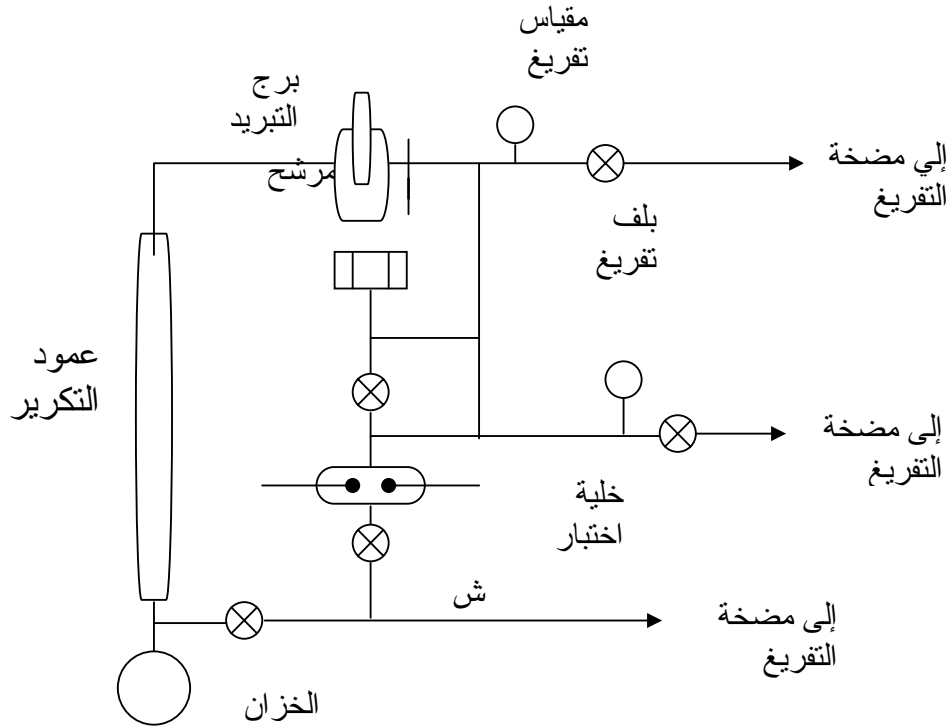 مقياس
تفريغ
برج
التبريد
مرشح
إلي مضخة
التفريغ
بلف
تفريغ
عمود
التكرير
إلى مضخة
التفريغ
خلية
اختبار
ش
إلى مضخة
التفريغ
الخزان